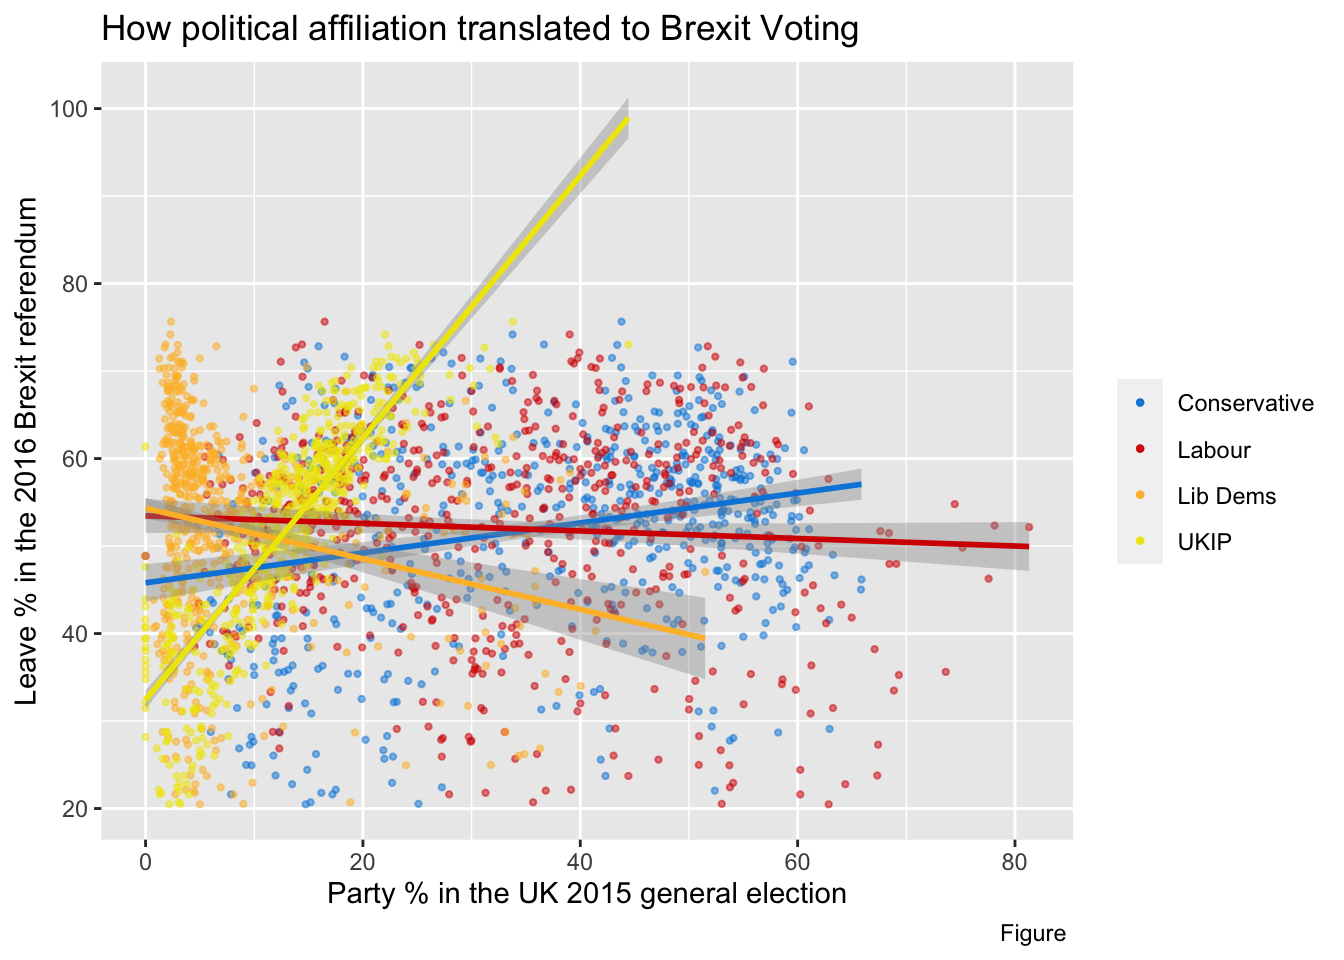 How political affiliation translated to Brexit Voting
Leave % in the 2016 Brexit referendum
100
80
60
40
20
0
20
40
60
80
Party % in the UK 2015 general election
Conservative
Labour
Lib Dems
UKIP
Figure